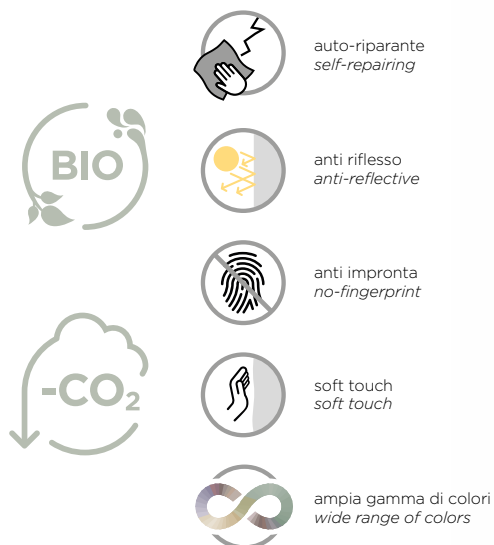 auto-riparante
self-repairing
BIO
anti riflesso
anti-reflective
anti impronta
no-fingerprint
-CO₂
soft touch
soft touch
ampia gamma di colori
wide range of colors